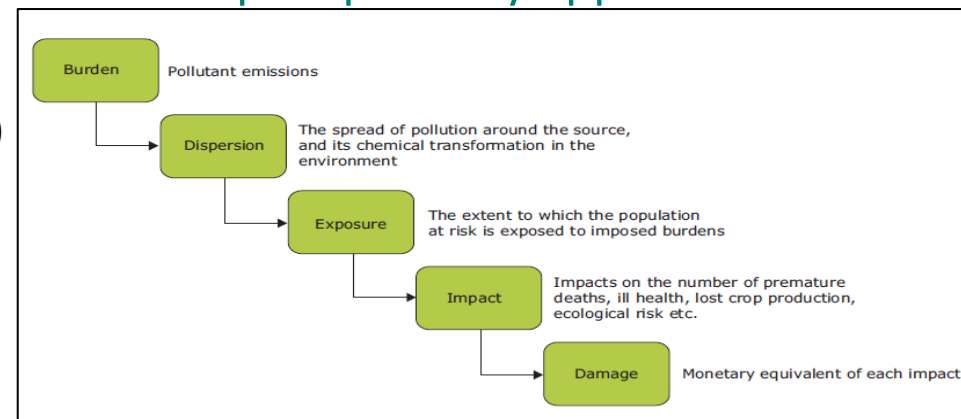 Burden
Pollutant emissions
Dispersion
The spread of pollution around the source,
and its chemical transformation in the
environment
Exposure
The extent to which the population
at risk is exposed to imposed burdens
Impact
Impacts on the number of premature
deaths, ill health, lost crop production,
ecological risk etc.
Damage
Monetary equivalent of each impact